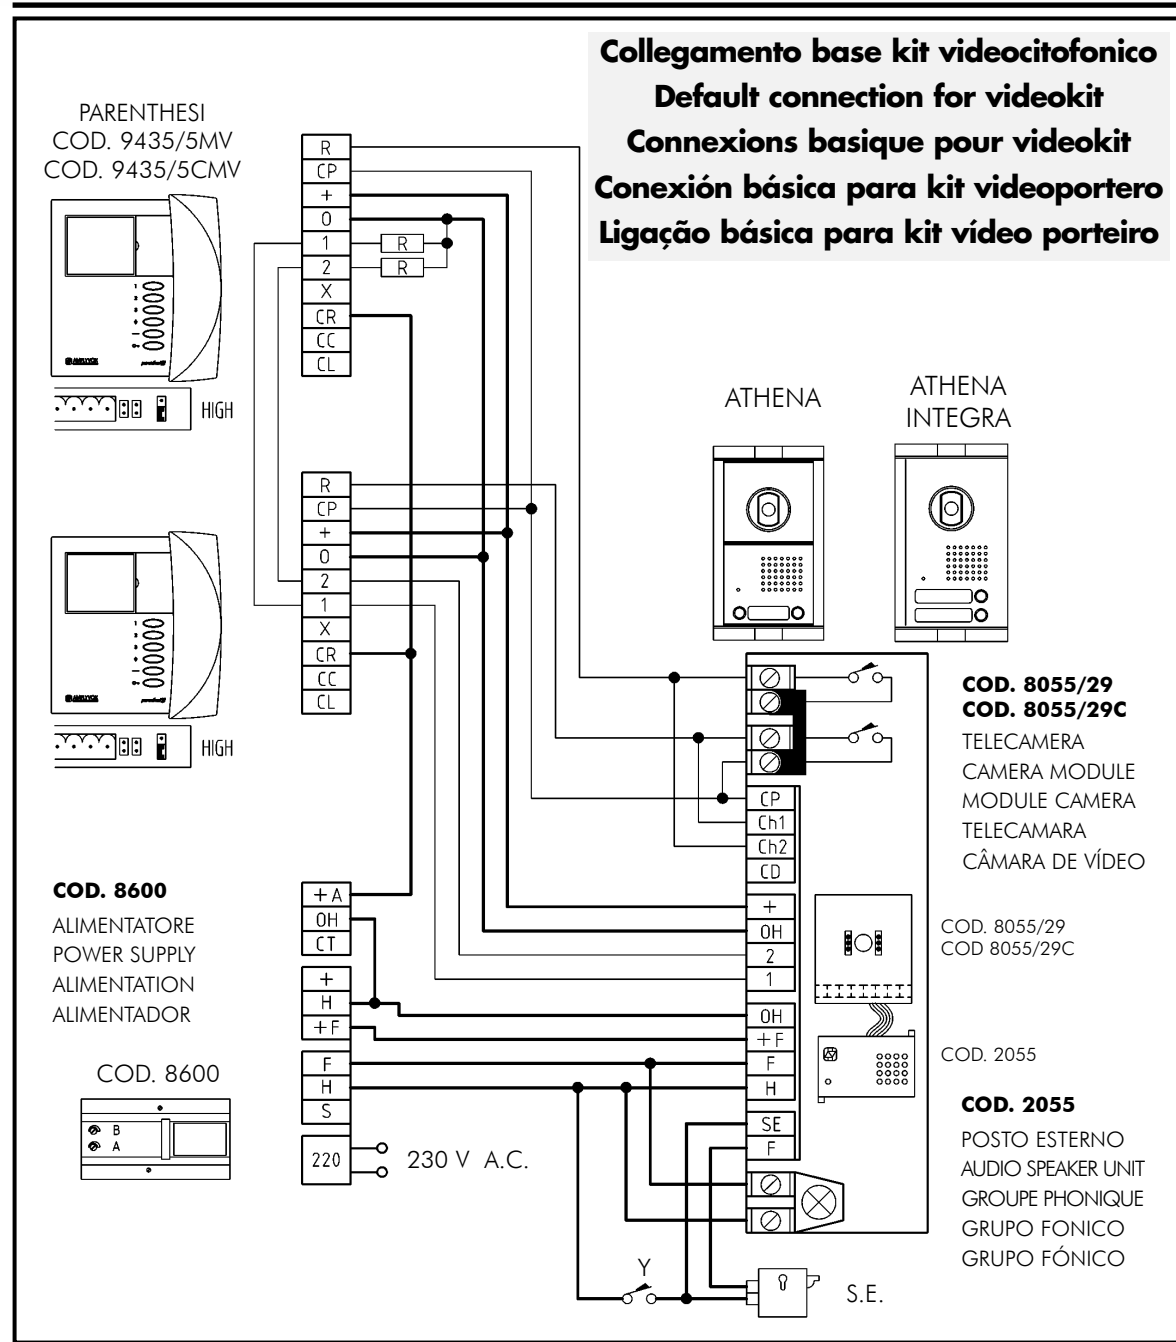 Collegamento base kit videocitofonico
Default connection for videokit
Connexions basique pour videokit
Conexión básica para kit videoportero
Ligação básica para kit vídeo porteiro
PARENTHESI
COD. 9435/5MV
COD. 9435/5CMV
HIGH
R
CP
+
0
1
2
X
CR
CC
CL
R
R
HIGH
R
CP
+
0
2
1
X
CR
CC
CL
ATHENA
ATHENA
INTEGRA
COD. 8055/29
COD. 8055/29C
TELECAMERA
CAMERA MODULE
MODULE CAMERA
TELECAMARA
CÂMARA DE VÍDEO
CP
Ch1
Ch2
CD
+
0H
2
1
0H
+F
F
H
SE
F
COD. 8055/29
COD 8055/29C
COD. 2055
COD. 2055
POSTO ESTERNO
AUDIO SPEAKER UNIT
GROUPE PHONIQUE
GRUPO FONICO
GRUPO FÓNICO
COD. 8600
ALIMENTATORE
POWER SUPPLY
ALIMENTATION
ALIMENTADOR
COD. 8600
B
A
+A
0H
CT
+
H
+F
F
H
S
220
230 V A.C.
Y
S.E.